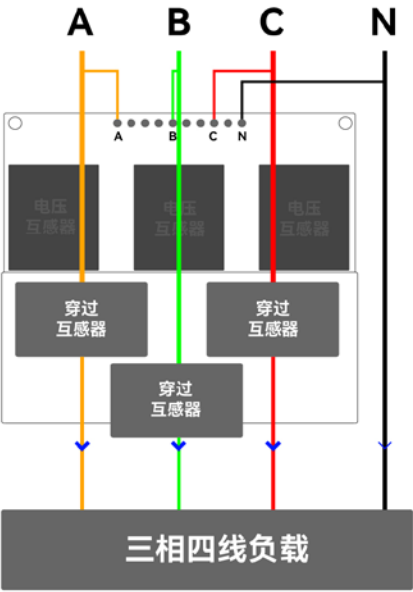 A B C N
A B C N
电压 电压 电压
互感器 互感器 互感器
穿过 穿过
互感器 互感器
穿过
互感器
三相四线负载